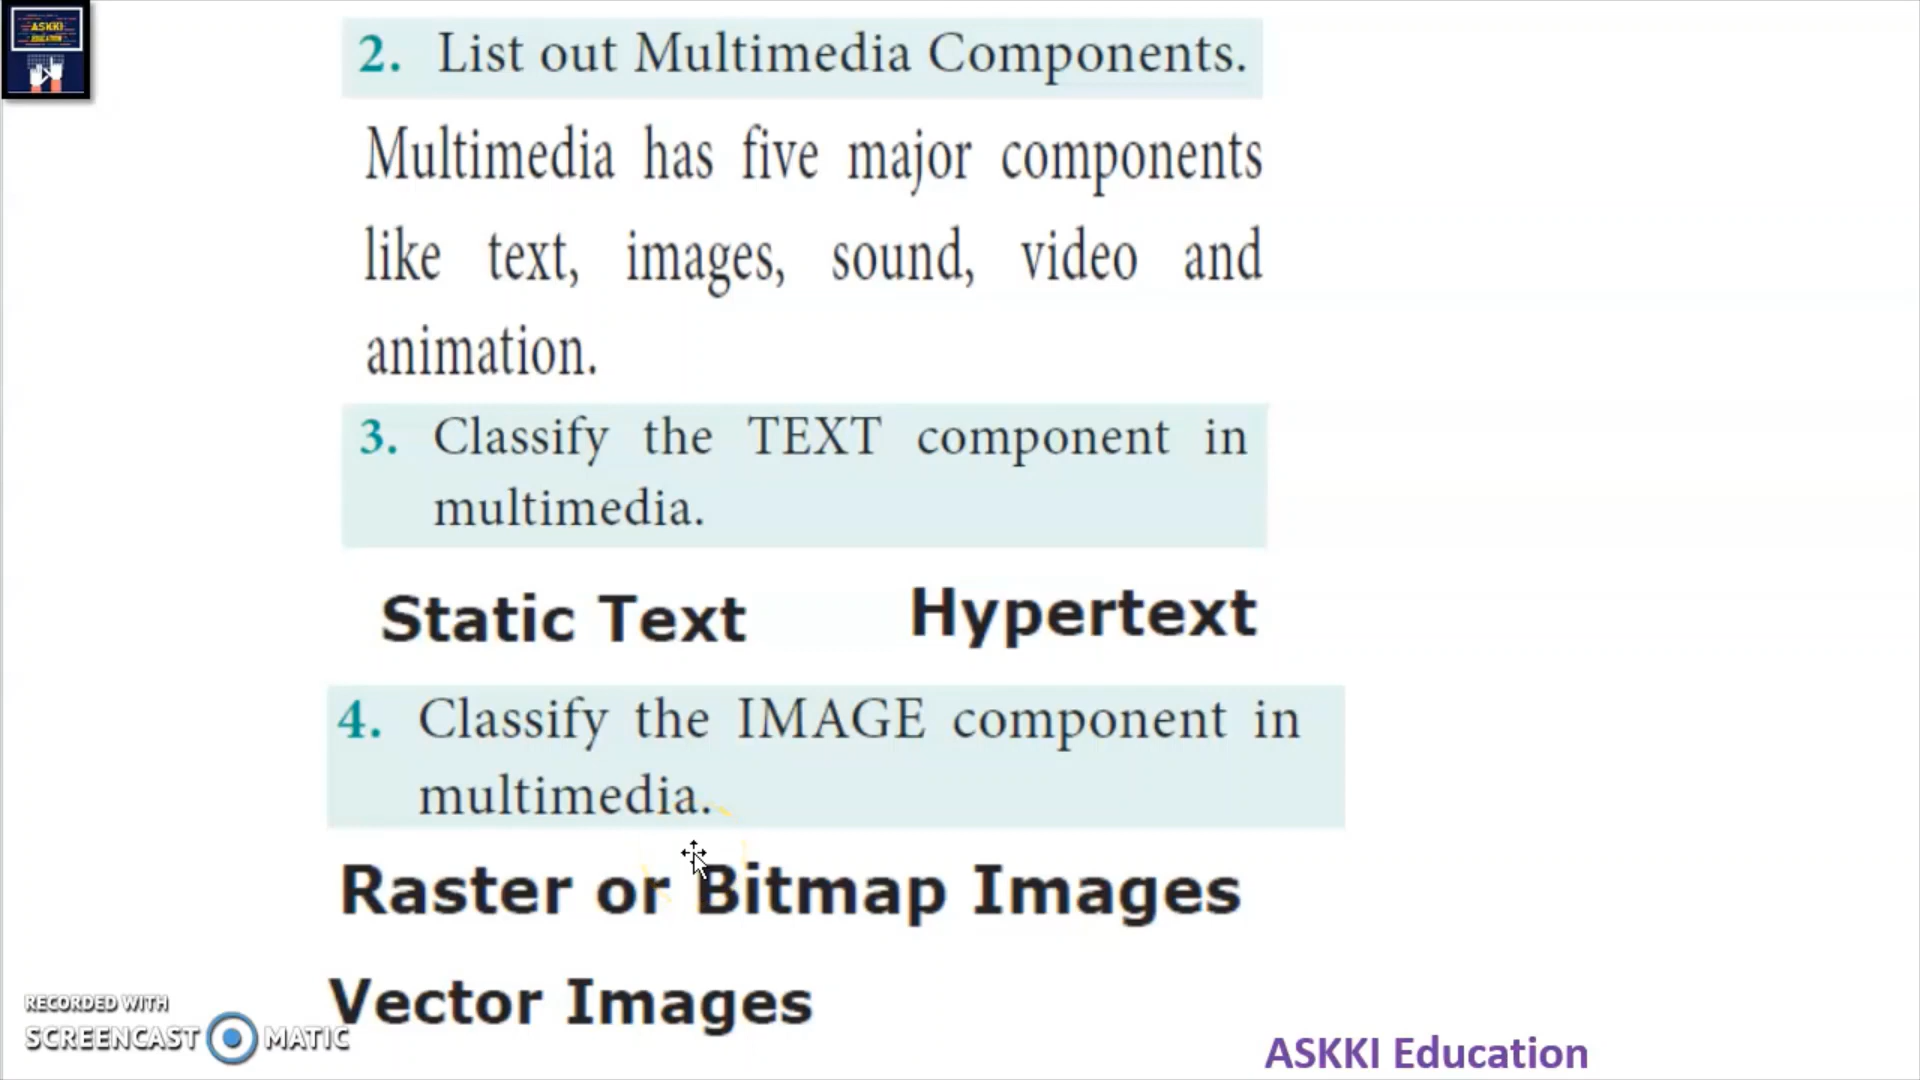 ASKKI
EDUCATION
2. List out Multimedia Components.
Multimedia has five major components
like text, images, sound, video and
animation.
3. Classify the TEXT component in
multimedia.
Static Text Hypertext
4. Classify the IMAGE component in
multimedia.
Raster or Bitmap Images
Vector Images
RECORDED WITH
SCREENCAST MATIC
ASKKI Education